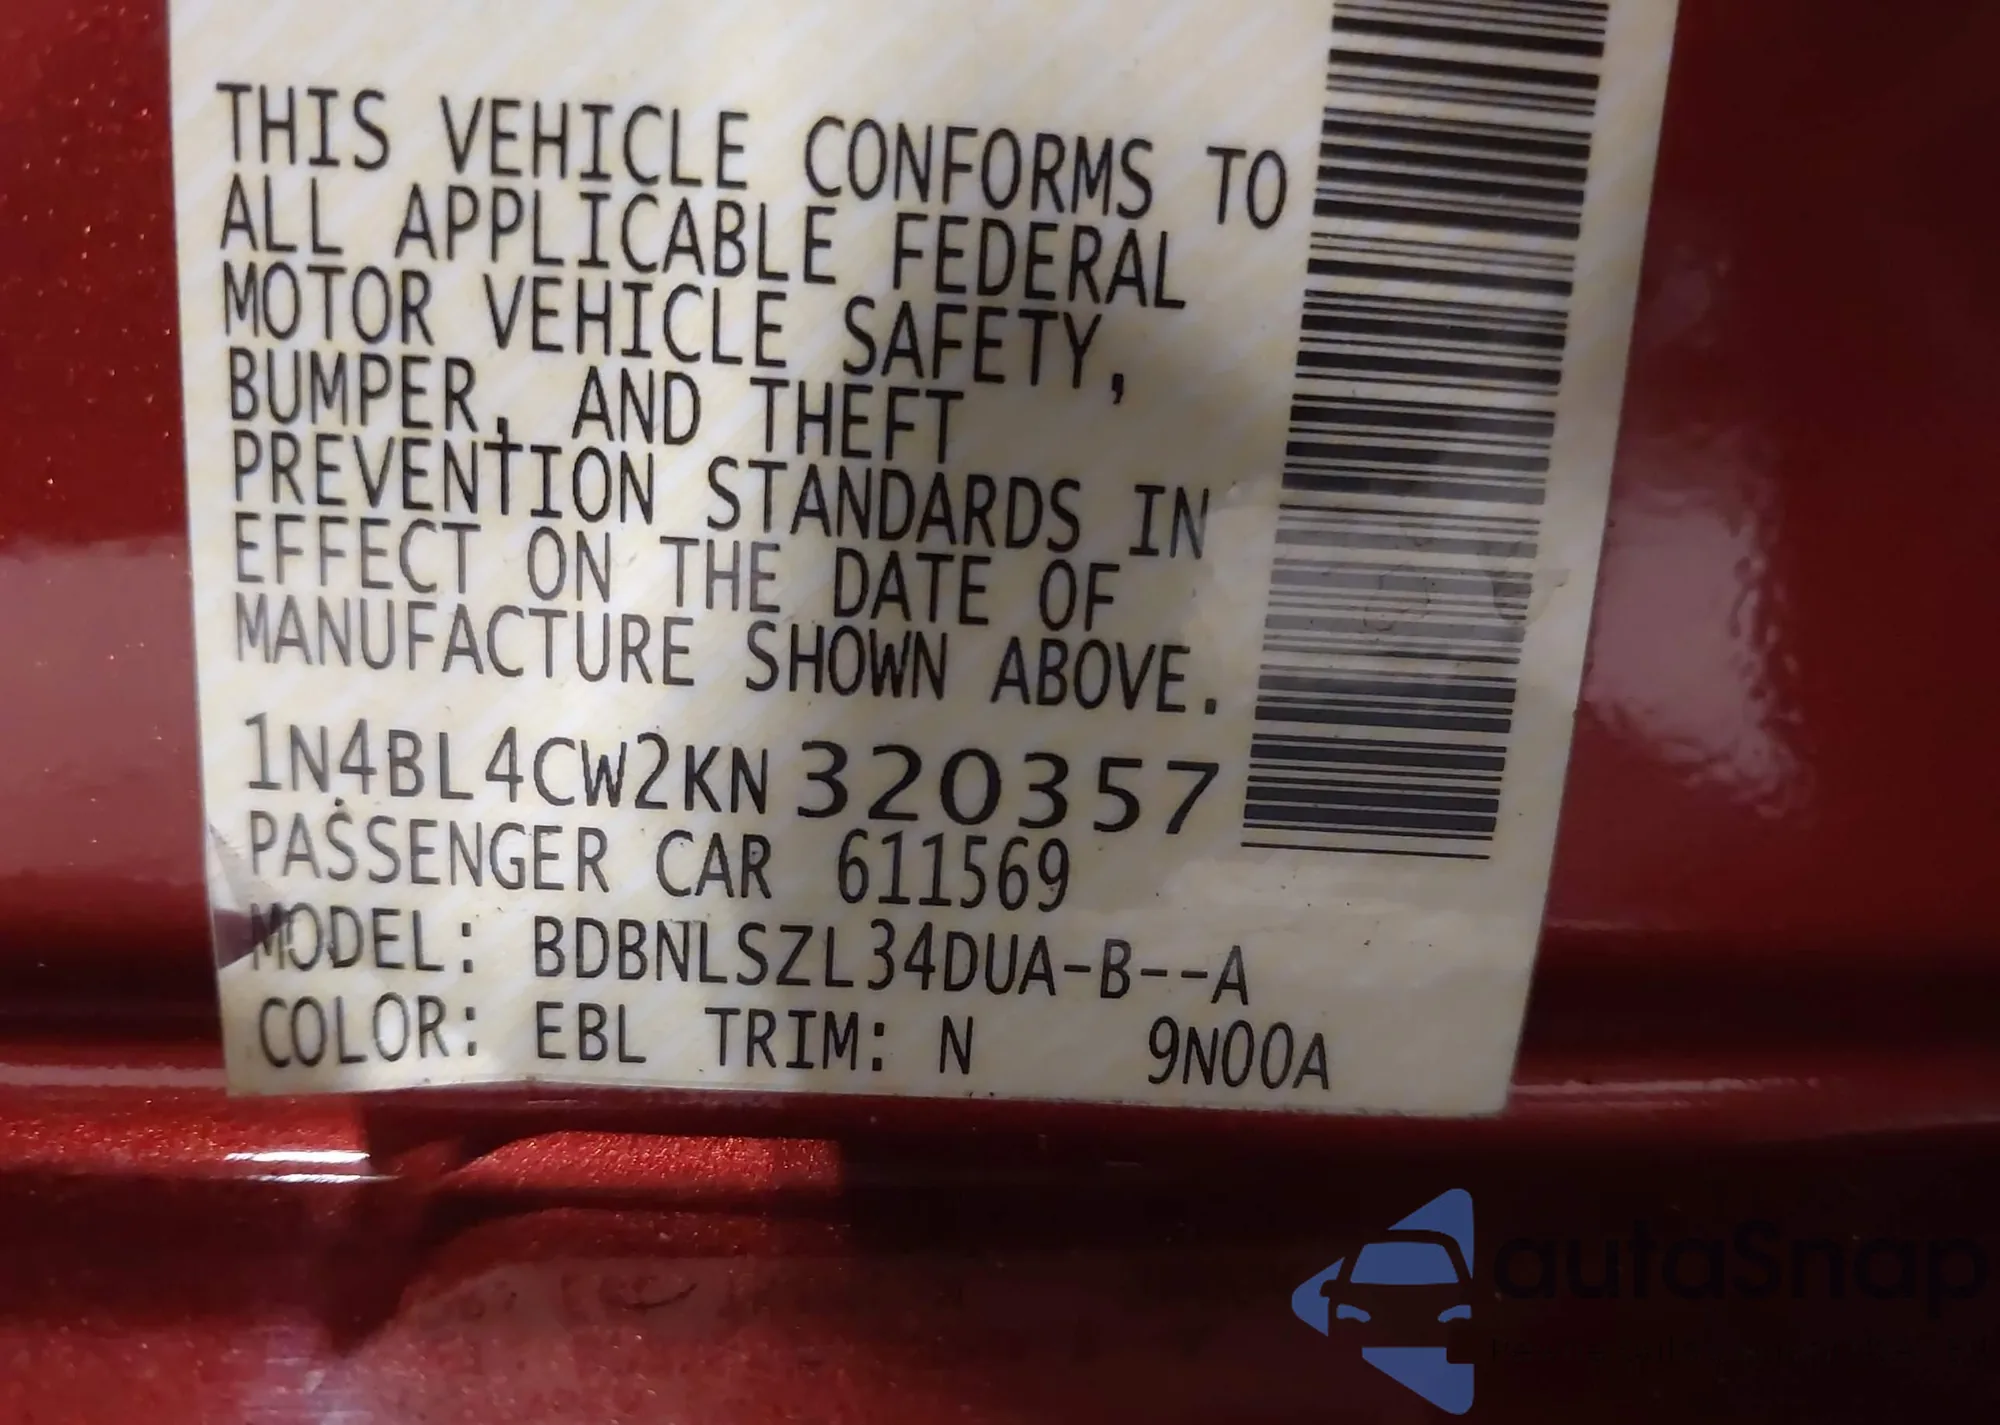 THIS VEHICLE CONFORMS TO
ALL APPLICABLE FEDERAL
MOTOR VEHICLE SAFETY,
BUMPER, AND THEFT
PREVENTION STANDARDS IN
EFFECT ON THE DATE OF
MANUFACTURE SHOWN ABOVE.
1N4BL4CW2KN320357
PASSENGER CAR 611569
MODEL: BDBNLSZL34DUA-B--A
COLOR: EBL TRIM: N 9N00A
autaSnap